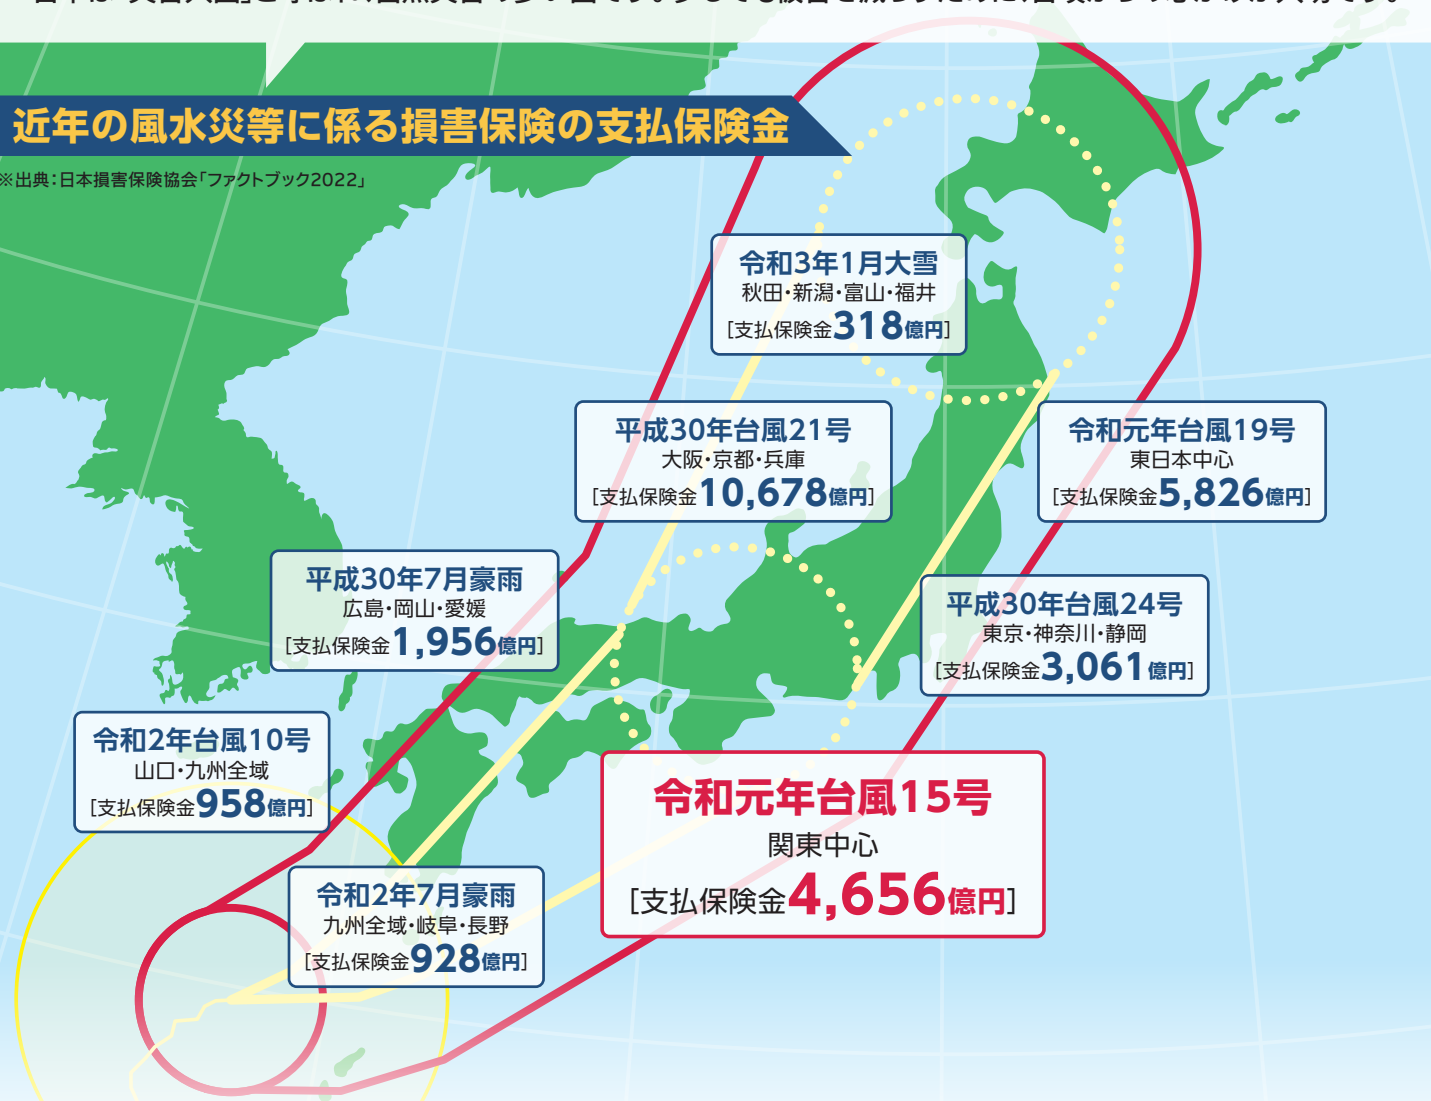 近年の風水災等に係る損害保険の支払保険金
※出典：日本損害保険協会「ファクトブック2022」
令和3年1月大雪
秋田・新潟・富山・福井
［支払保険金318億円］
平成30年台風21号
大阪・京都・兵庫
［支払保険金10,678億円］
令和元年台風19号
東日本中心
［支払保険金5,826億円］
平成30年7月豪雨
広島・岡山・愛媛
［支払保険金1,956億円］
平成30年台風24号
東京・神奈川・静岡
［支払保険金3,061億円］
令和2年台風10号
山口・九州全域
［支払保険金958億円］
令和元年台風15号
関東中心
［支払保険金4,656億円］
令和2年7月豪雨
九州全域・岐阜・長野
［支払保険金928億円］